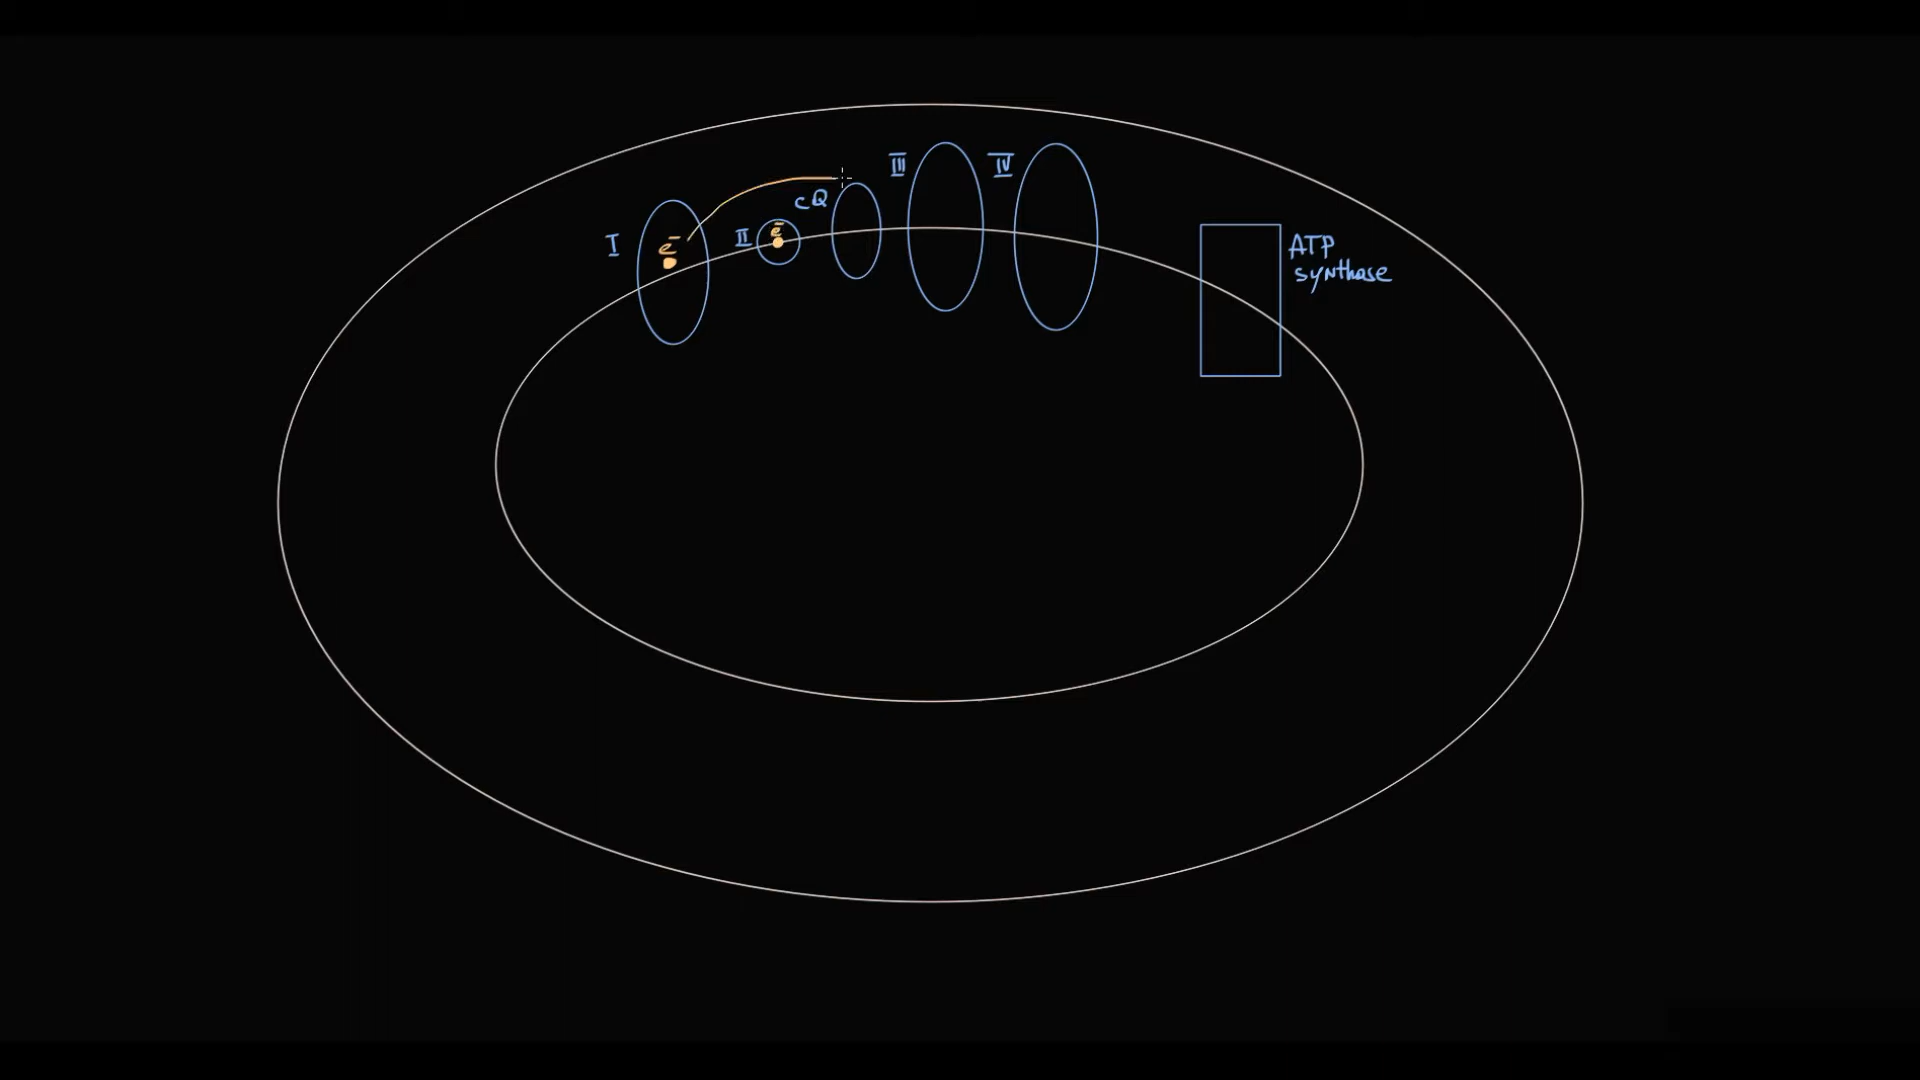 I
e⁻
II
e⁻
cQ
III
IV
ATP
synthase